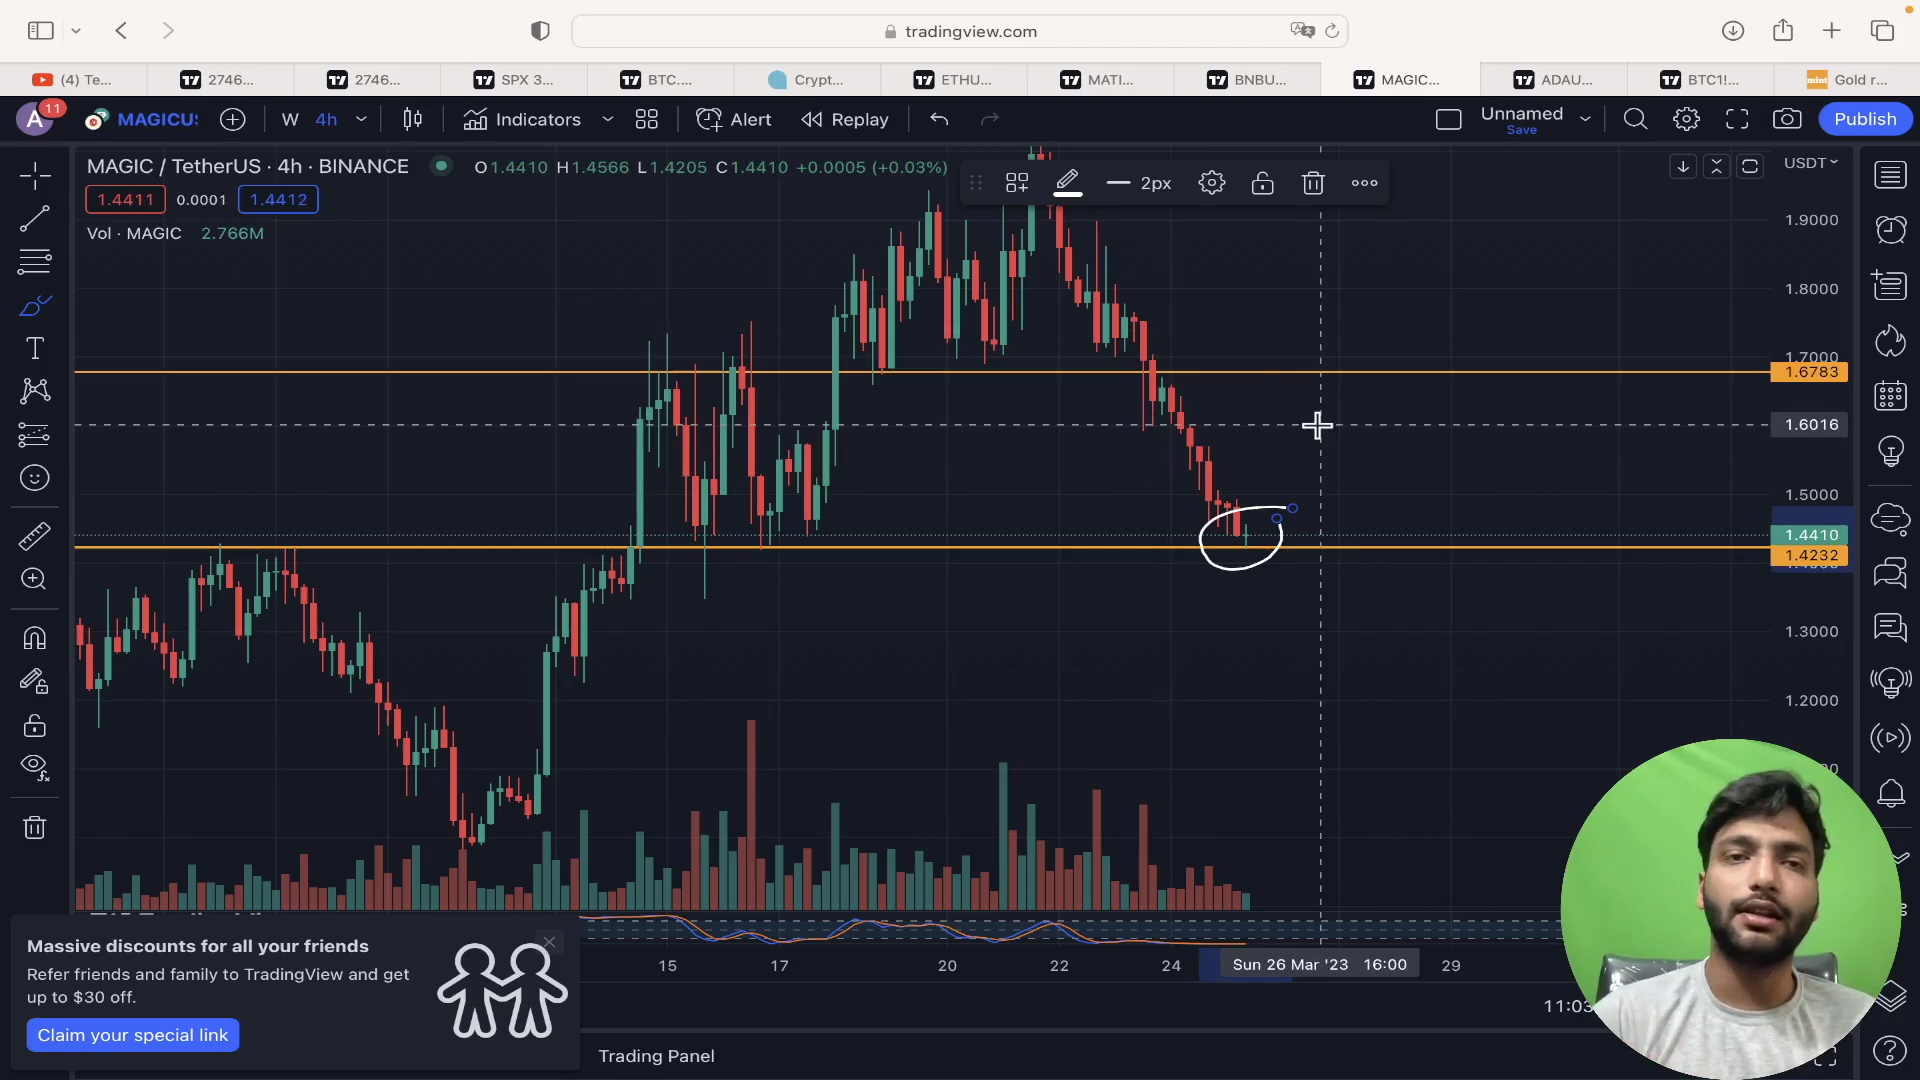 tradingview.com
(4) Te...
2746...
2746...
SPX 3...
BTC....
Crypt...
ETHU...
MATI...
BNBU...
MAGIC...
ADAU...
BTC1!...
mint Gold r...
A 11
MAGICUS
W 4h
Indicators
Alert
Replay
Unnamed
Save
Publish
MAGIC / TetherUS · 4h · BINANCE
O1.4410 H1.4566 L1.4205 C1.4410 +0.0005 (+0.03%)
2px
USDT
1.4411 0.0001 1.4412
Vol · MAGIC 2.766M
1.9000
1.8000
1.7000
1.6783
1.6016
1.5000
1.4410
1.4232
1.3000
1.2000
15 17 20 22 24 Sun 26 Mar '23 16:00 29
Massive discounts for all your friends
Refer friends and family to TradingView and get
up to $30 off.
Claim your special link
11:03
Trading Panel